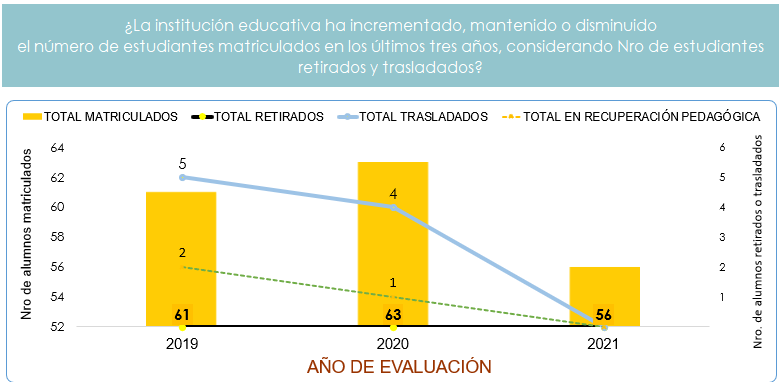 ¿La institución educativa ha incrementado, mantenido o disminuido
el número de estudiantes matriculados en los últimos tres años, considerando Nro de estudiantes
retirados y trasladados?
TOTAL MATRICULADOS TOTAL RETIRADOS TOTAL TRASLADADOS TOTAL EN RECUPERACIÓN PEDAGÓGICA
Nro de alumnos matriculados
64
62
60
58
56
54
52
5
4
2
1
61
63
56
6
5
4
3
2
1
Nro. de alumnos retirados o trasladados
2019 2020 2021
AÑO DE EVALUACIÓN